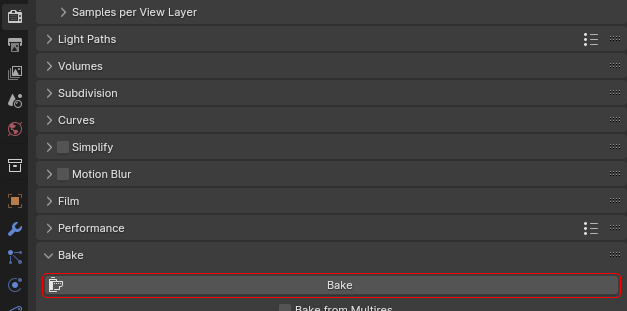 Samples per View Layer
Light Paths
Volumes
Subdivision
Curves
Simplify
Motion Blur
Film
Performance
Bake
Bake
Bake from Multires